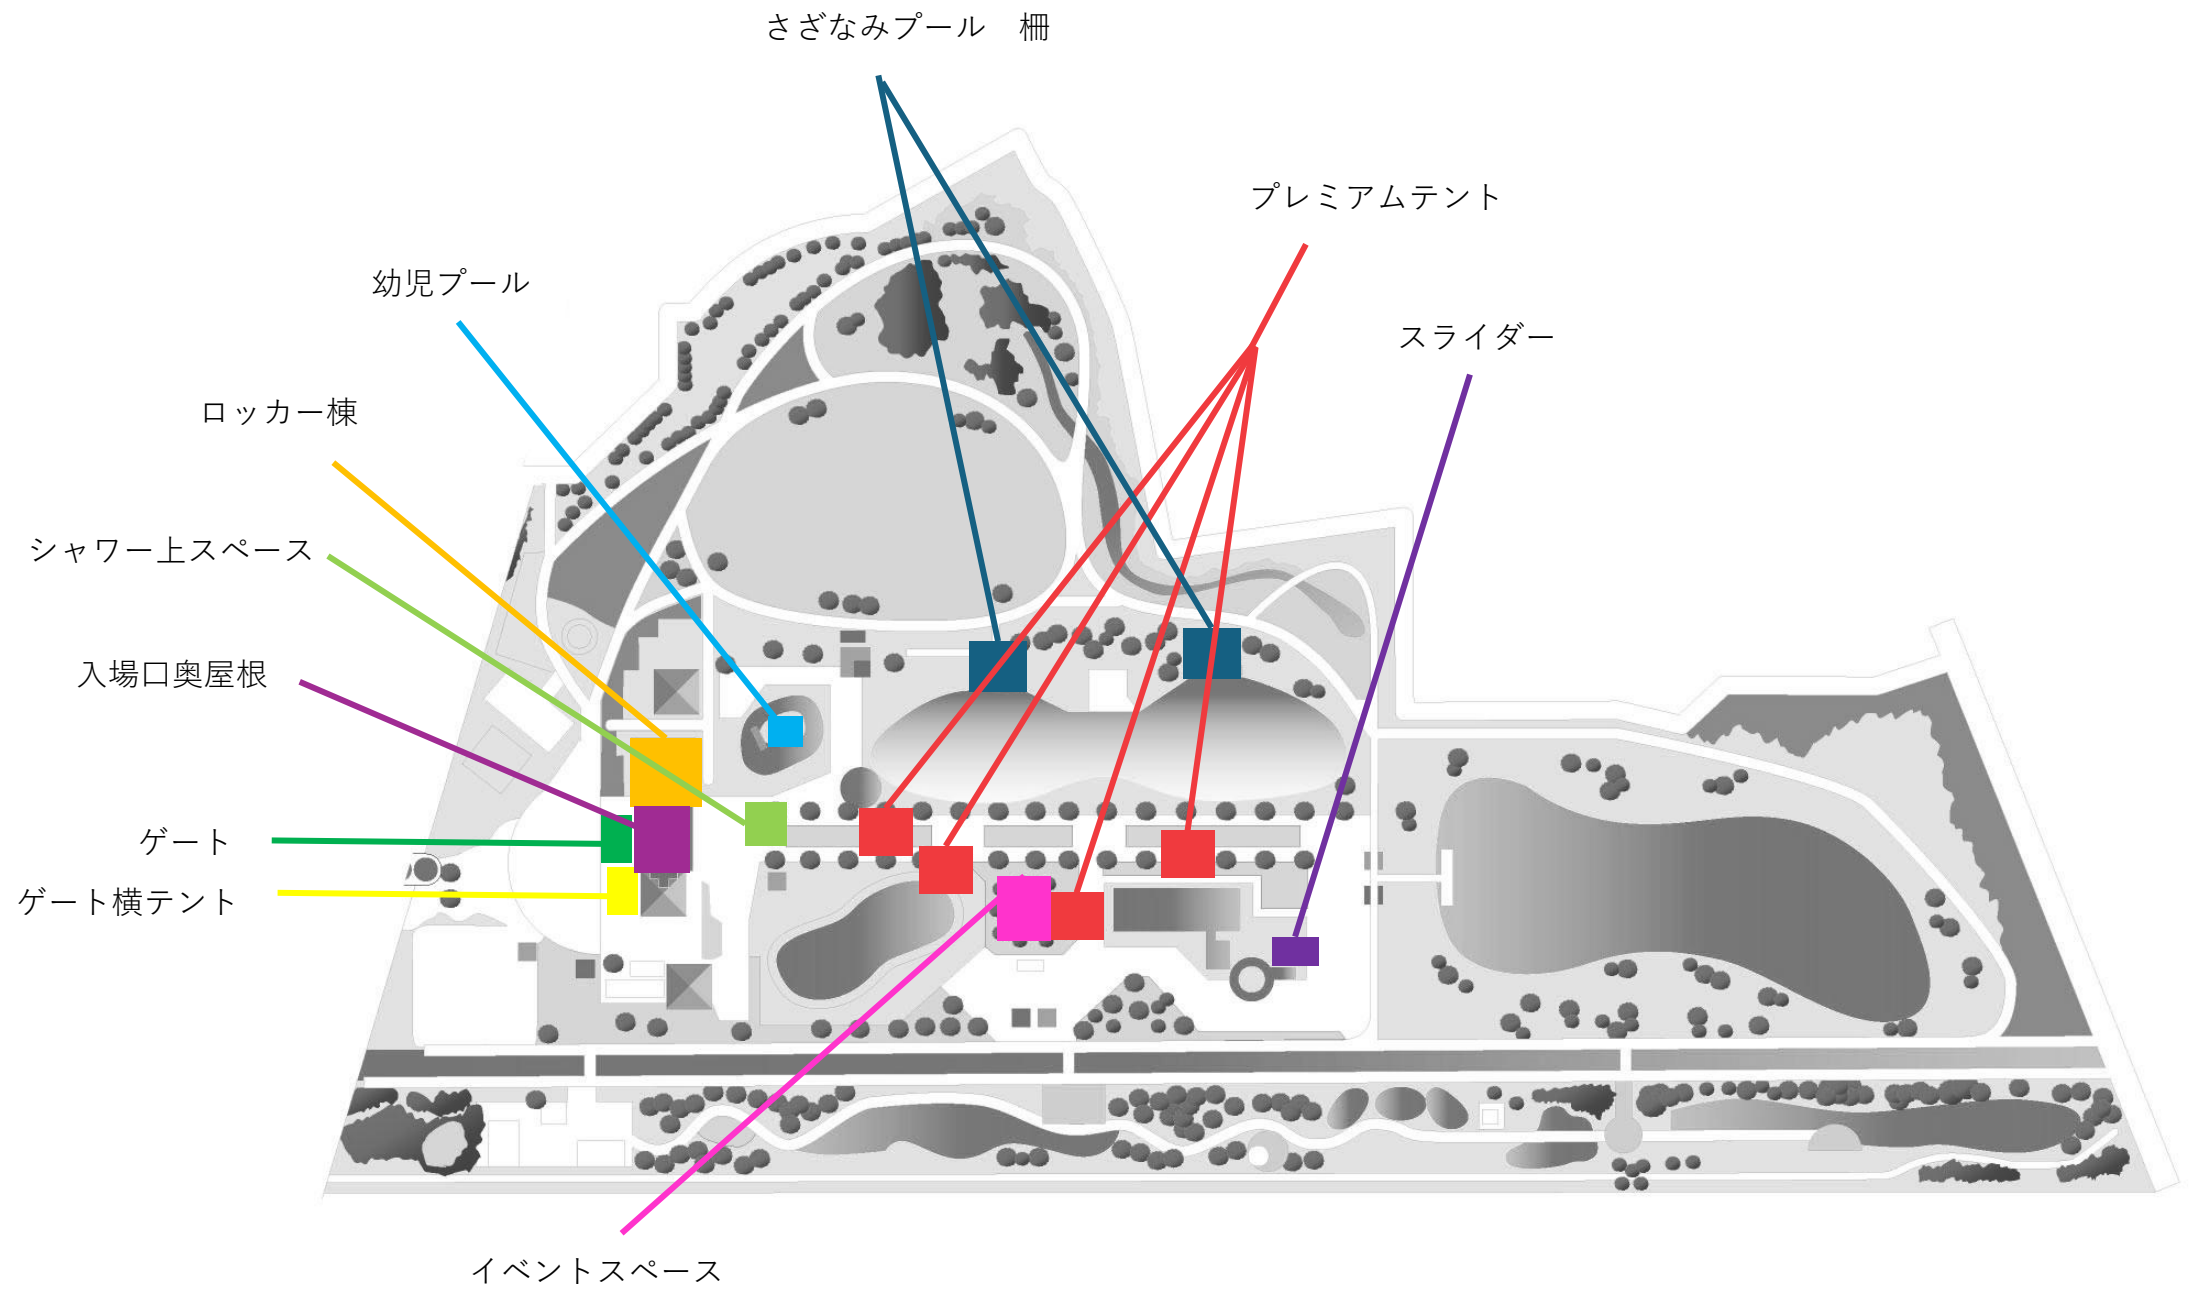 さざなみプール　柵
プレミアムテント
幼児プール
スライダー
ロッカー棟
シャワー上スペース
入場口奥屋根
ゲート
ゲート横テント
イベントスペース